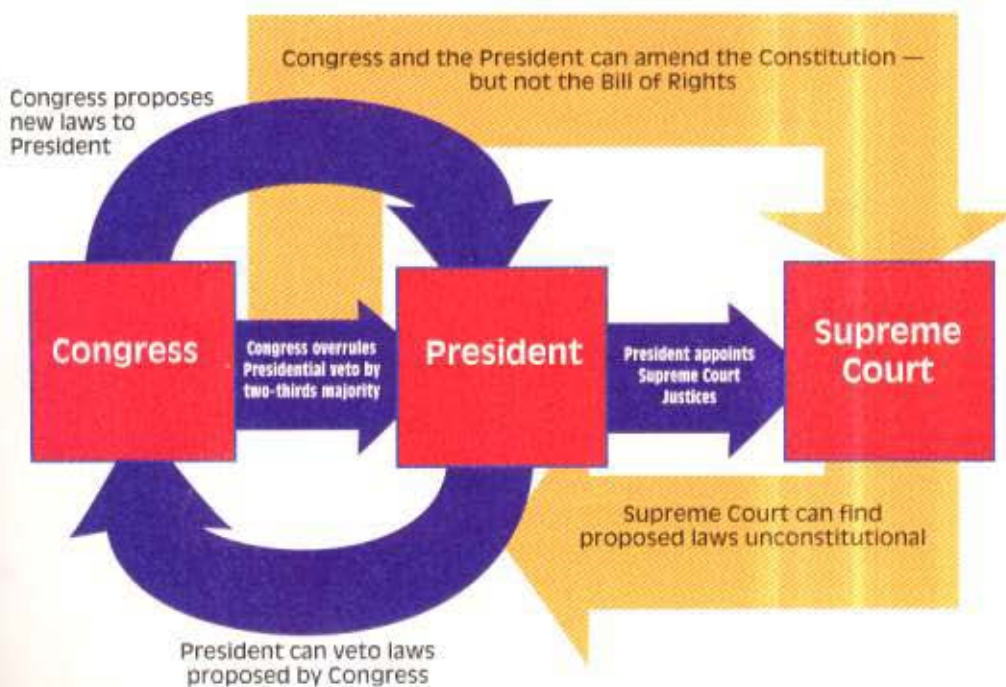 Congress and the President can amend the Constitution —
but not the Bill of Rights
Congress proposes
new laws to
President
Congress
Congress overrules
Presidential veto by
two-thirds majority
President
President appoints
Supreme Court
Justices
Supreme
Court
Supreme Court can find
proposed laws unconstitutional
President can veto laws
proposed by Congress